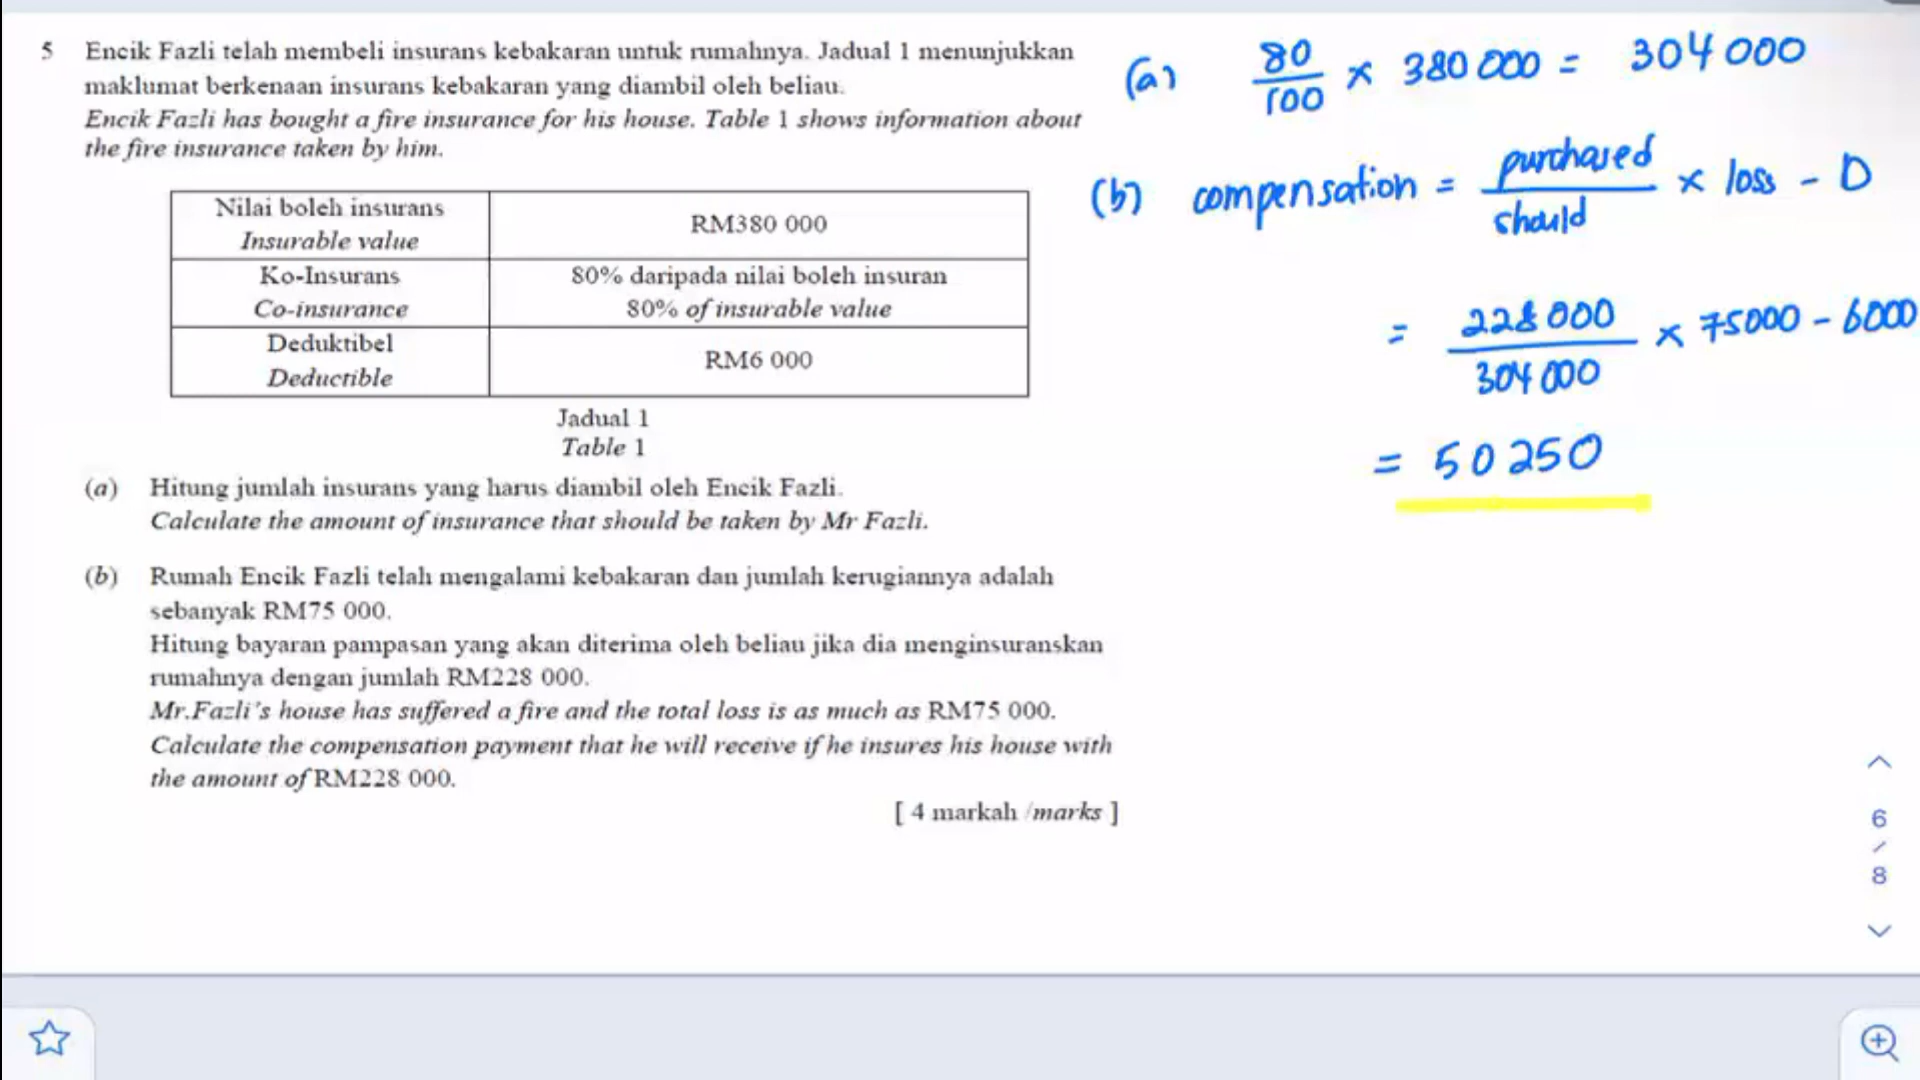 5 Encik Fazli telah membeli insurans kebakaran untuk rumahnya. Jadual 1 menunjukkan
maklumat berkenaan insurans kebakaran yang diambil oleh beliau.
Encik Fazli has bought a fire insurance for his house. Table 1 shows information about
the fire insurance taken by him.
Nilai boleh insurans
Insurable value
RM380 000
Ko-Insurans
Co-insurance
80% daripada nilai boleh insuran
80% of insurable value
Deduktibel
Deductible
RM6 000
Jadual 1
Table 1
(a) Hitung jumlah insurans yang harus diambil oleh Encik Fazli.
Calculate the amount of insurance that should be taken by Mr Fazli.
(b) Rumah Encik Fazli telah mengalami kebakaran dan jumlah kerugiannya adalah
sebanyak RM75 000.
Hitung bayaran pampasan yang akan diterima oleh beliau jika dia menginsuranskan
rumahnya dengan jumlah RM228 000.
Mr.Fazli's house has suffered a fire and the total loss is as much as RM75 000.
Calculate the compensation payment that he will receive if he insures his house with
the amount of RM228 000.
[ 4 markah /marks ]
(a) 80/100 × 380 000 = 304 000
(b) compensation = purchased/should × loss - D
= 228 000/304 000 × 75000 - 6000
= 50 250
6
/
8